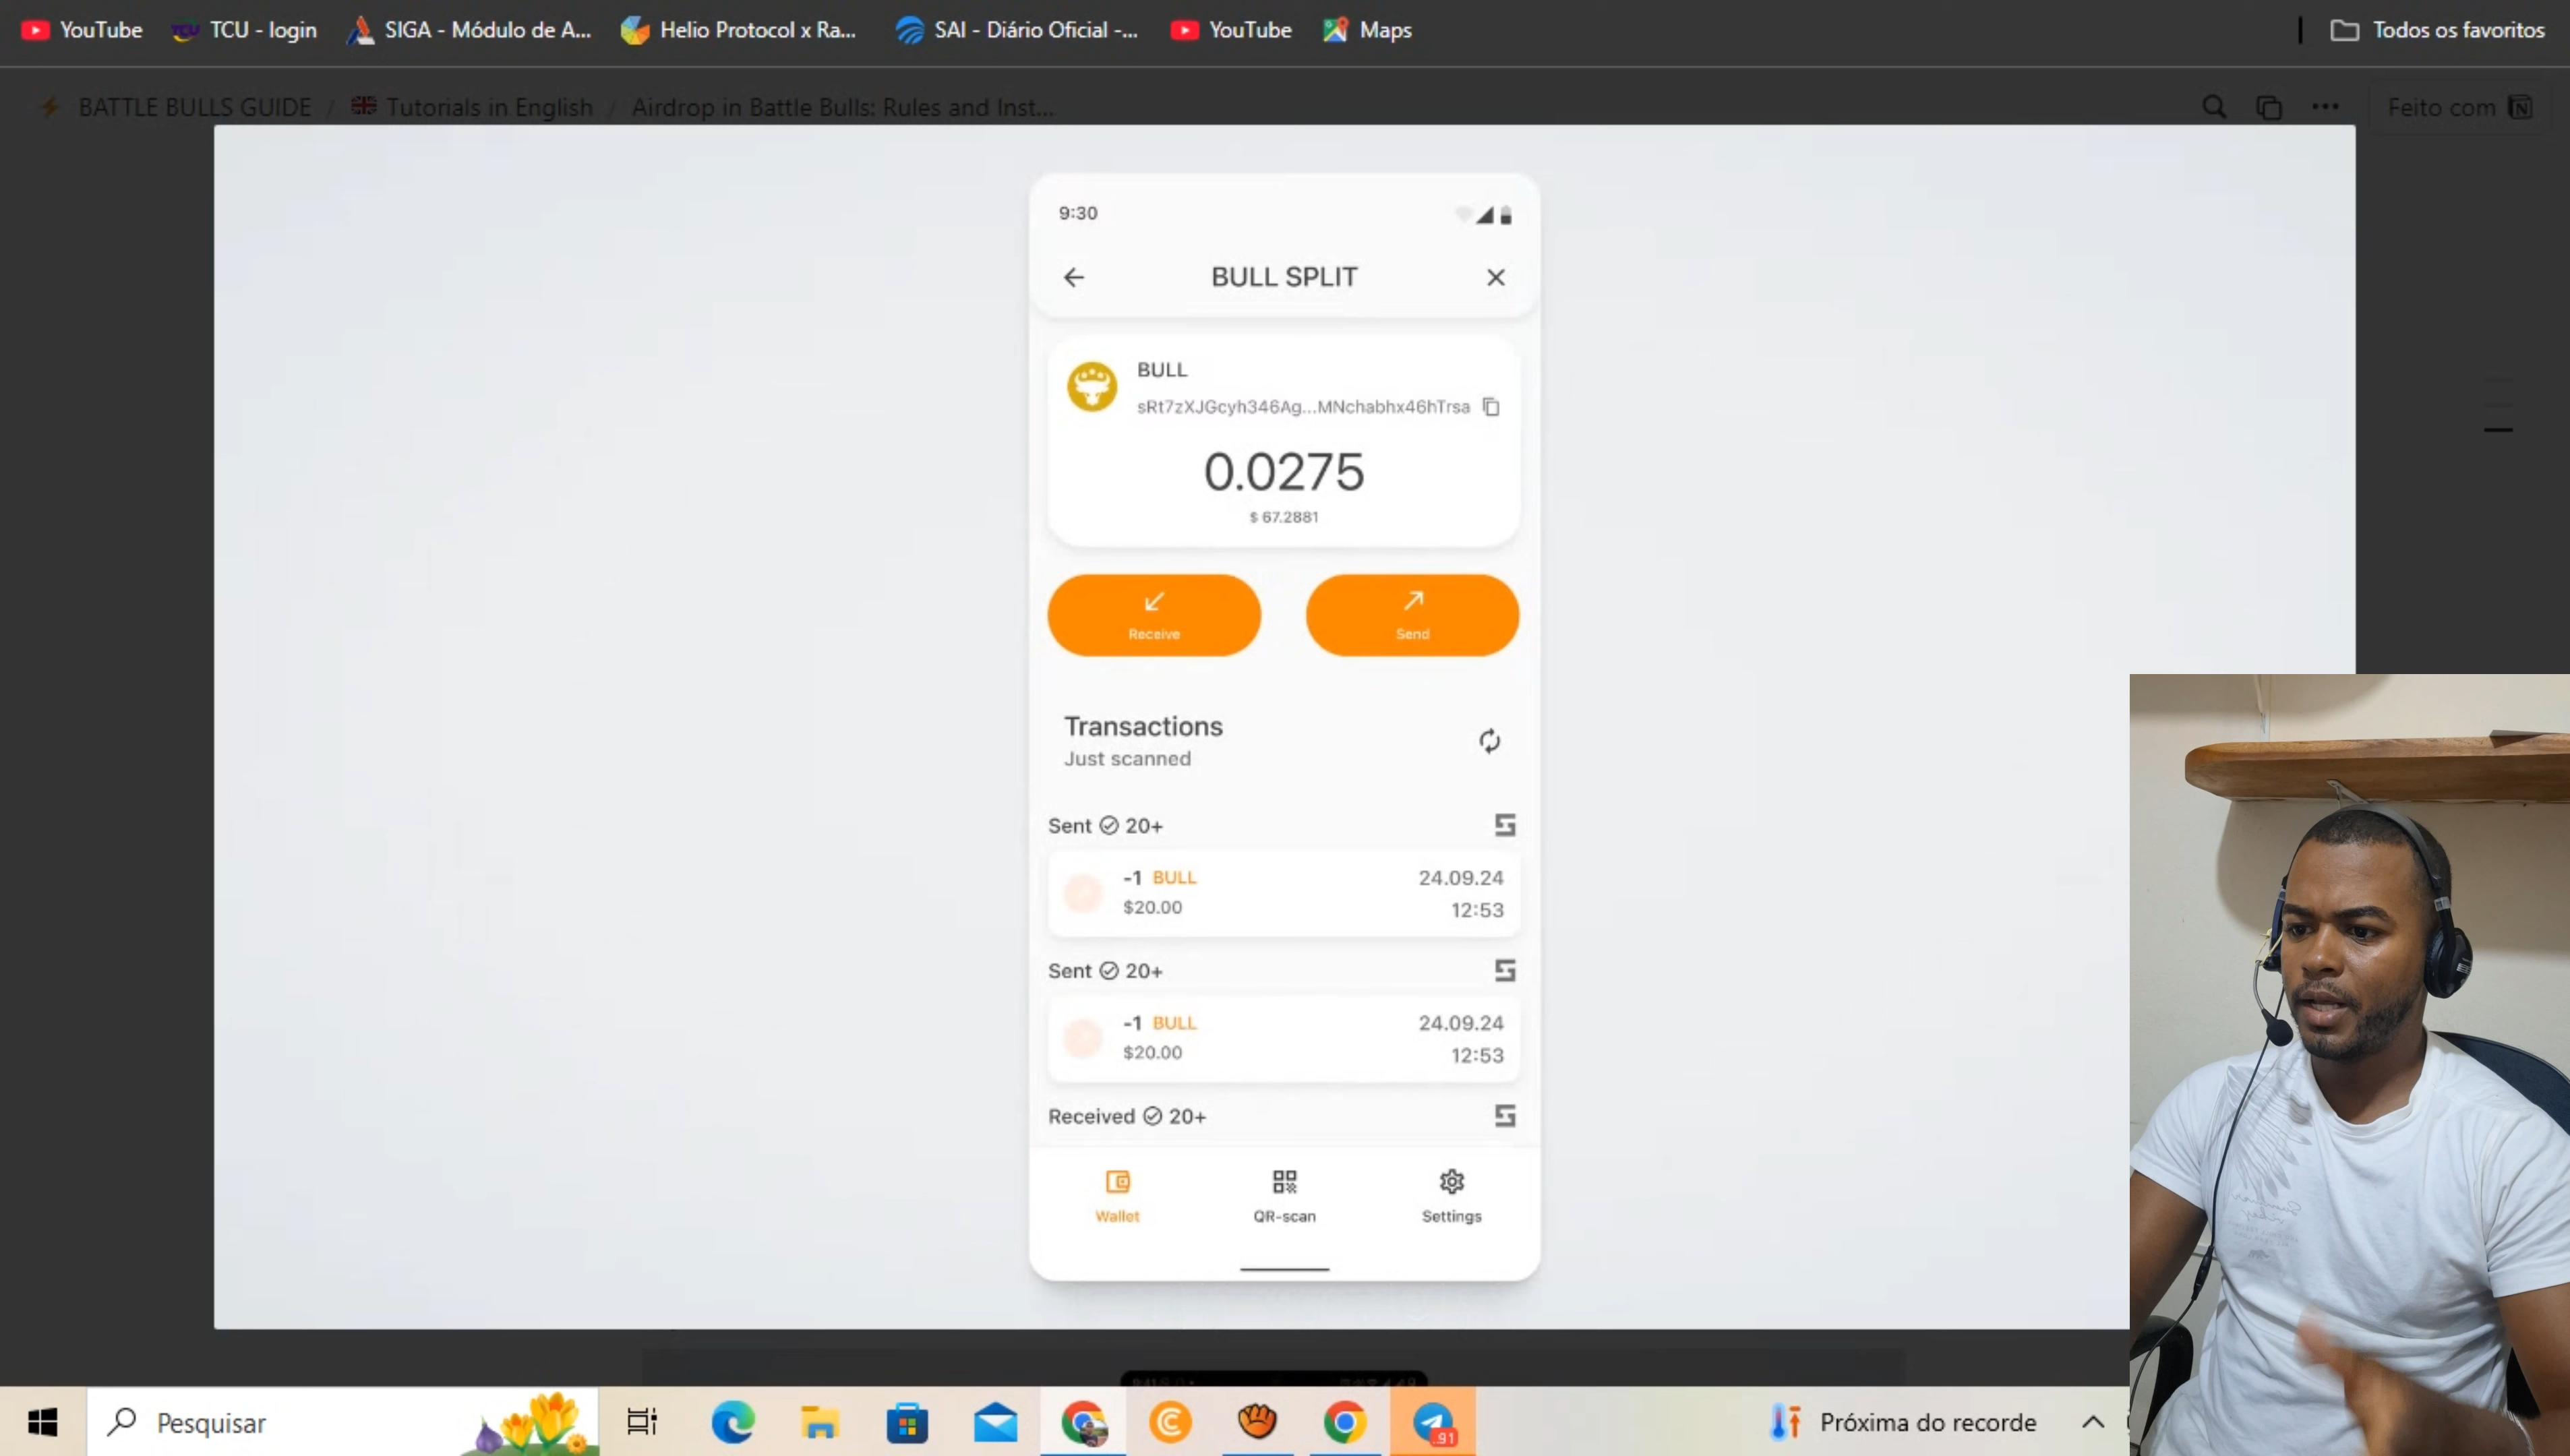 YouTube
TCU - login
SIGA - Módulo de A...
Helio Protocol x Ra...
SAI - Diário Oficial -...
YouTube
Maps
Todos os favoritos
BATTLE BULLS GUIDE / Tutorials in English / Airdrop in Battle Bulls: Rules and Inst...
Feito com
9:30
BULL SPLIT
BULL
sRt7zXJGcyh346Ag...MNchabhx46hTrsa
0.0275
$ 67.2881
Receive
Send
Transactions
Just scanned
Sent 20+
-1 BULL
24.09.24
$20.00
12:53
Sent 20+
-1 BULL
24.09.24
$20.00
12:53
Received 20+
Wallet
QR-scan
Settings
Pesquisar
91
Próxima do recorde